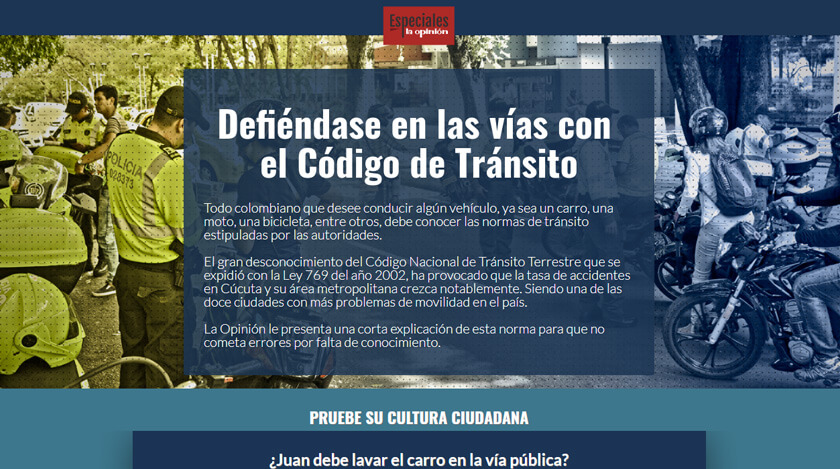 Especiales
la opinión
Defiéndase en las vías con
el Código de Tránsito
Todo colombiano que desee conducir algún vehículo, ya sea un carro, una
moto, una bicicleta, entre otros, debe conocer las normas de tránsito
estipuladas por las autoridades.
El gran desconocimiento del Código Nacional de Tránsito Terrestre que se
expidió con la Ley 769 del año 2002, ha provocado que la tasa de accidentes
en Cúcuta y su área metropolitana crezca notablemente. Siendo una de las
doce ciudades con más problemas de movilidad en el país.
La Opinión le presenta una corta explicación de esta norma para que no
cometa errores por falta de conocimiento.
POLICIA
028373
PRUEBE SU CULTURA CIUDADANA
¿Juan debe lavar el carro en la vía pública?